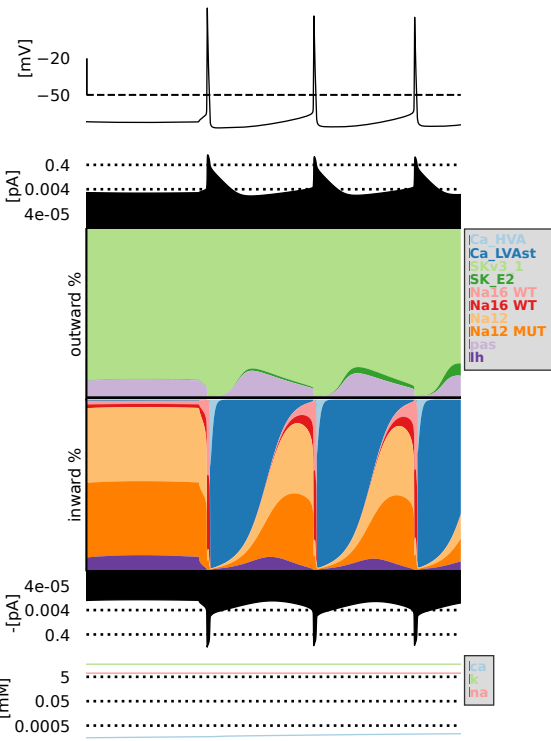 [mV]
−20
−50
[pA]
0.4
0.004
4e-05
outward %
Ca_HVA
Ca_LVAst
SKv3_1
SK_E2
Na16 WT
Na16 WT
Na12
Na12 MUT
pas
Ih
inward %
-[pA]
4e-05
0.004
0.4
[mM]
5
0.05
0.0005
ca
k
na